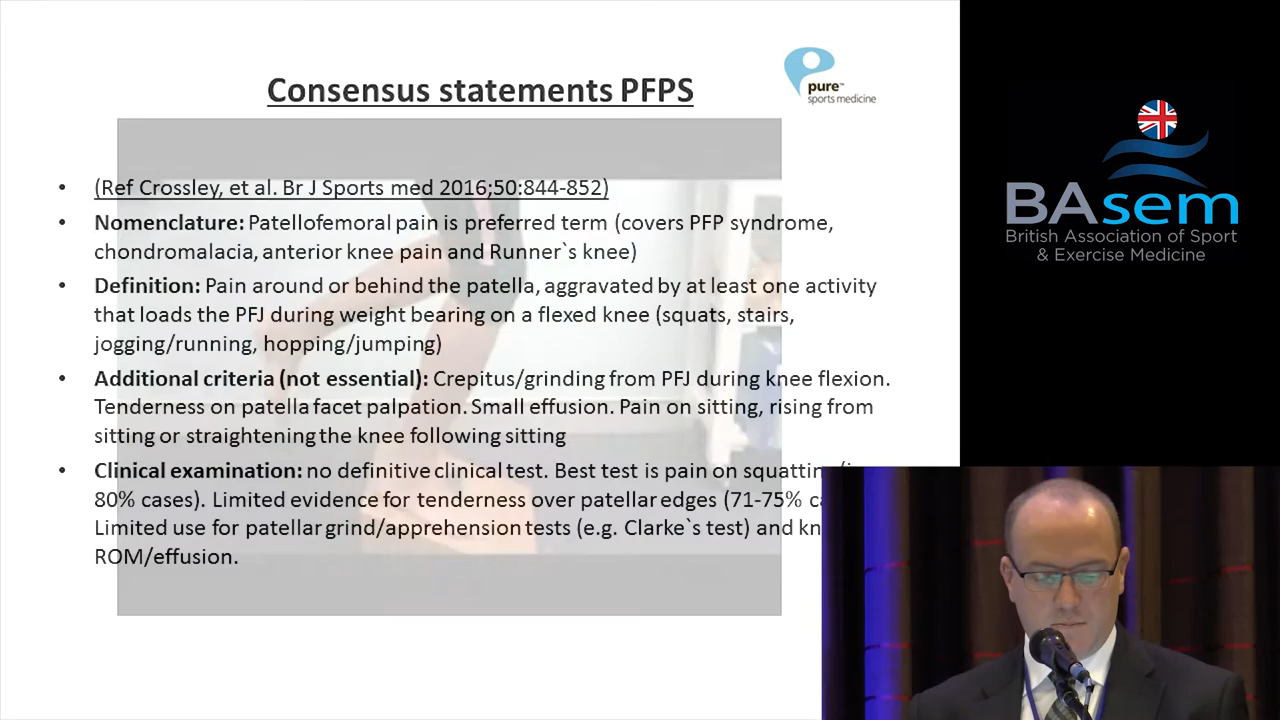 Consensus statements PFPS
pure™
sports medicine
• (Ref Crossley, et al. Br J Sports med 2016;50:844-852)
• Nomenclature: Patellofemoral pain is preferred term (covers PFP syndrome,
chondromalacia, anterior knee pain and Runner`s knee)
• Definition: Pain around or behind the patella, aggravated by at least one activity
that loads the PFJ during weight bearing on a flexed knee (squats, stairs,
jogging/running, hopping/jumping)
• Additional criteria (not essential): Crepitus/grinding from PFJ during knee flexion.
Tenderness on patella facet palpation. Small effusion. Pain on sitting, rising from
sitting or straightening the knee following sitting
• Clinical examination: no definitive clinical test. Best test is pain on
80% cases). Limited evidence for tenderness over patellar edges (71-75%
Limited use for patellar grind/apprehension tests (e.g. Clarke`s test) and
ROM/effusion.
BAsem
British Association of Sport
& Exercise Medicine